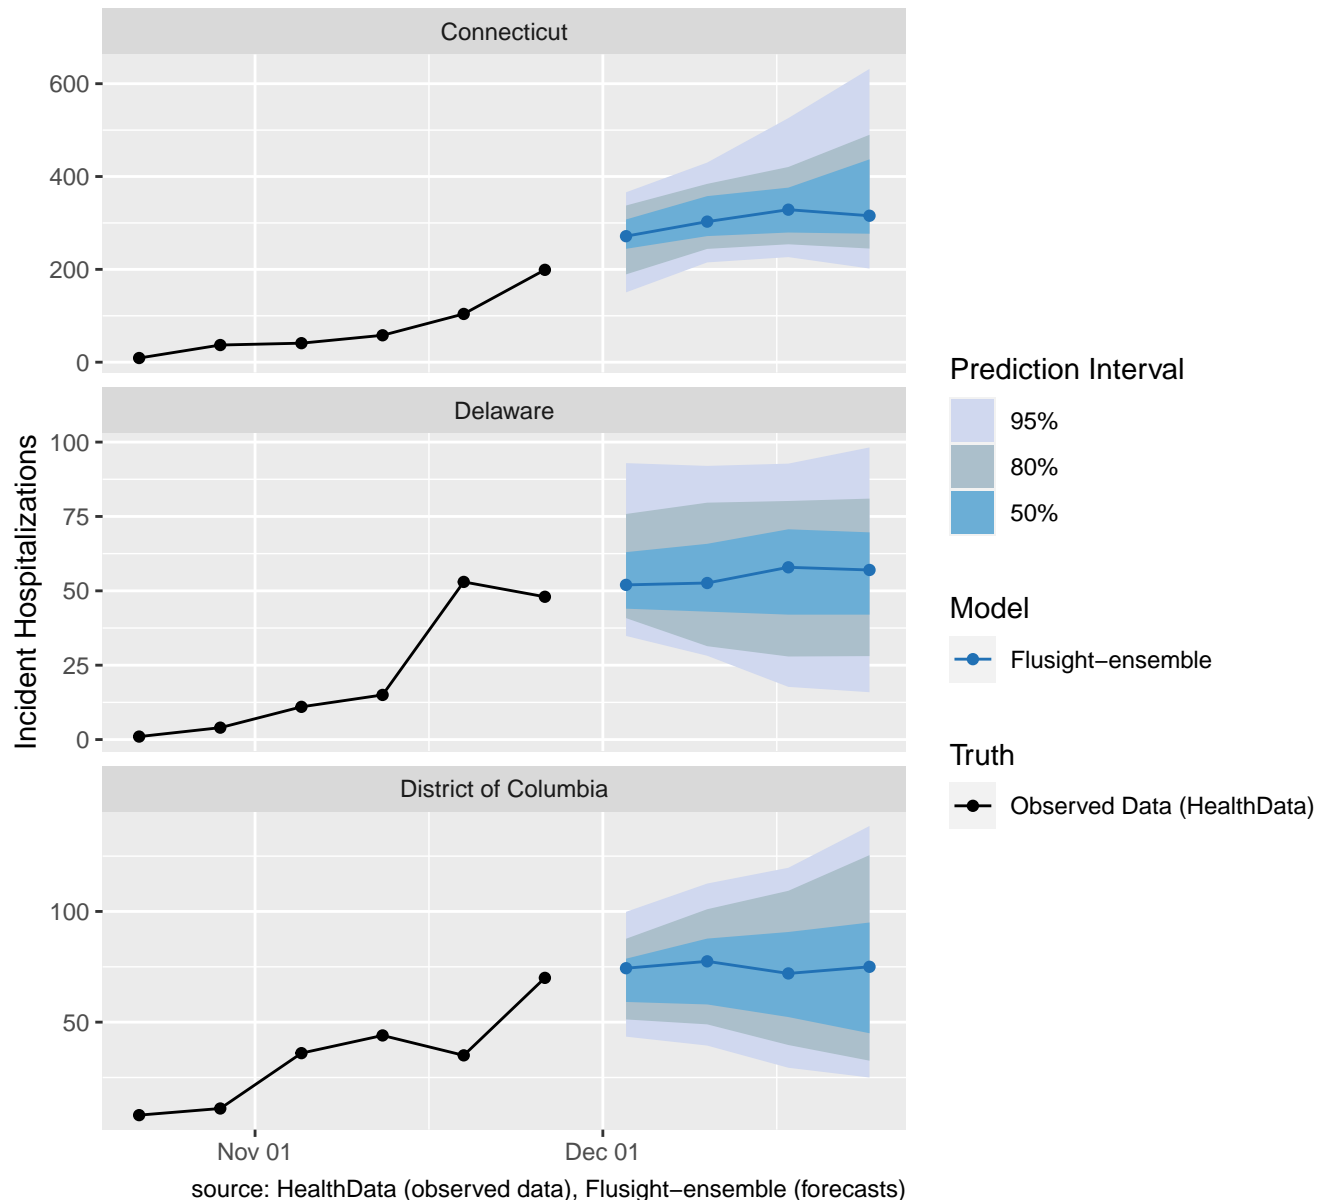 Connecticut
600
400
200
0
Delaware
100
75
50
25
0
District of Columbia
100
50
Nov 01
Dec 01
Incident Hospitalizations
source: HealthData (observed data), Flusight−ensemble (forecasts)
Prediction Interval
95%
80%
50%
Model
Flusight−ensemble
Truth
Observed Data (HealthData)